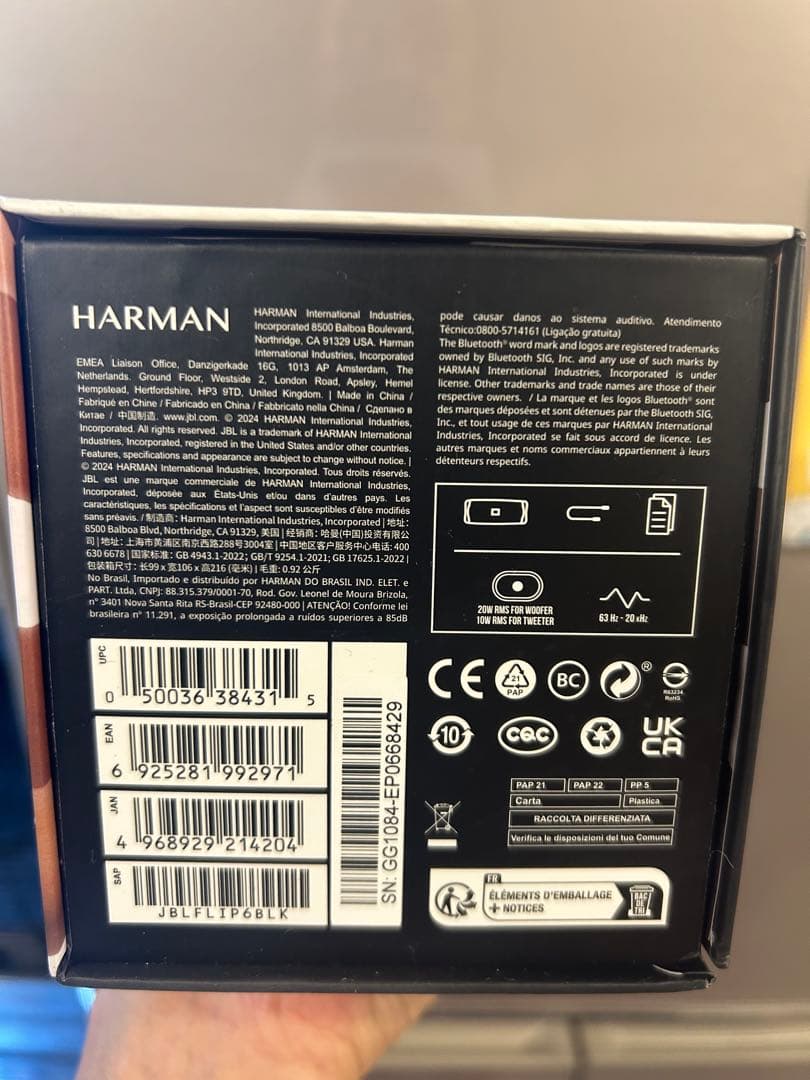 HARMAN
HARMAN International Industries,
Incorporated 8500 Balboa Boulevard,
Northridge, CA 91329 USA. Harman
International Industries, Incorporated
EMEA Liaison Office, Danzigerkade 16G, 1013 AP Amsterdam, The
Netherlands. Ground Floor, Westside 2, London Road, Apsley, Hemel
Hempstead, Hertfordshire, HP3 9TD, United Kingdom. | Made in China /
Fabriqué en Chine / Fabricado en China / Fabbricato nella China / Сделано в
Китае / 中国制造. www.jbl.com. © 2024 HARMAN International Industries,
Incorporated. All rights reserved. JBL is a trademark of HARMAN International
Industries, Incorporated, registered in the United States and/or other countries.
Features, specifications and appearance are subject to change without notice. |
© 2024 HARMAN International Industries, Incorporated. Tous droits réservés.
JBL est une marque commerciale de HARMAN International Industries,
Incorporated, déposée aux États-Unis et/ou dans d'autres pays. Les
caractéristiques, les spécifications et l'aspect sont susceptibles d'être modifiés
sans préavis. / 制造商: Harman International Industries, Incorporated | 地址:
8500 Balboa Blvd, Northridge, CA 91329, 美国 | 经销商: 哈曼(中国)投资有限公
司 | 地址: 上海市黄浦区南京西路288号3004室 | 中国地区客户服务中心电话: 400
630 6678 | 国家标准: GB 4943.1-2022; GB/T 9254.1-2021; GB 17625.1-2022 |
包装箱尺寸: 长99 x 宽106 x 高216 (毫米) | 毛重: 0.92 公斤
No Brasil, Importado e distribuído por HARMAN DO BRASIL IND. ELET. e
PART. Ltda, CNPJ: 88.315.379/0001-70, Rod. Gov. Leonel de Moura Brizola,
n° 3401 Nova Santa Rita RS-Brasil-CEP 92480-000 | ATENÇÃO! Conforme lei
brasileira n° 11.291, a exposição prolongada a ruídos superiores a 85dB
pode causar danos ao sistema auditivo. Atendimento
Técnico:0800-5714161 (Ligação gratuita)
The Bluetooth® word mark and logos are registered trademarks
owned by Bluetooth SIG, Inc. and any use of such marks by
HARMAN International Industries, Incorporated is under
license. Other trademarks and trade names are those of their
respective owners. / La marque et les logos Bluetooth® sont
des marques déposées et sont détenues par the Bluetooth SIG,
Inc., et tout usage de ces marques par HARMAN International
Industries, Incorporated se fait sous accord de licence. Les
autres marques et noms commerciaux appartiennent à leurs
détenteurs respectifs.
20W RMS FOR WOOFER
10W RMS FOR TWEETER
63 Hz - 20 kHz
UPC
0 50036 38431 5
EAN
6 925281 992971
JAN
4 968929 214204
SAP
JBLFLIP6BLK
SN: GG1084-EP0668429
CE
21
PAP
BC
®
R63234
RoHS
10
CQC
UK
CA
PAP 21
PAP 22
PP 5
Carta
Plastica
RACCOLTA DIFFERENZIATA
Verifica le disposizioni del tuo Comune
FR
ÉLÉMENTS D'EMBALLAGE
+ NOTICES
BAC
DE
TRI